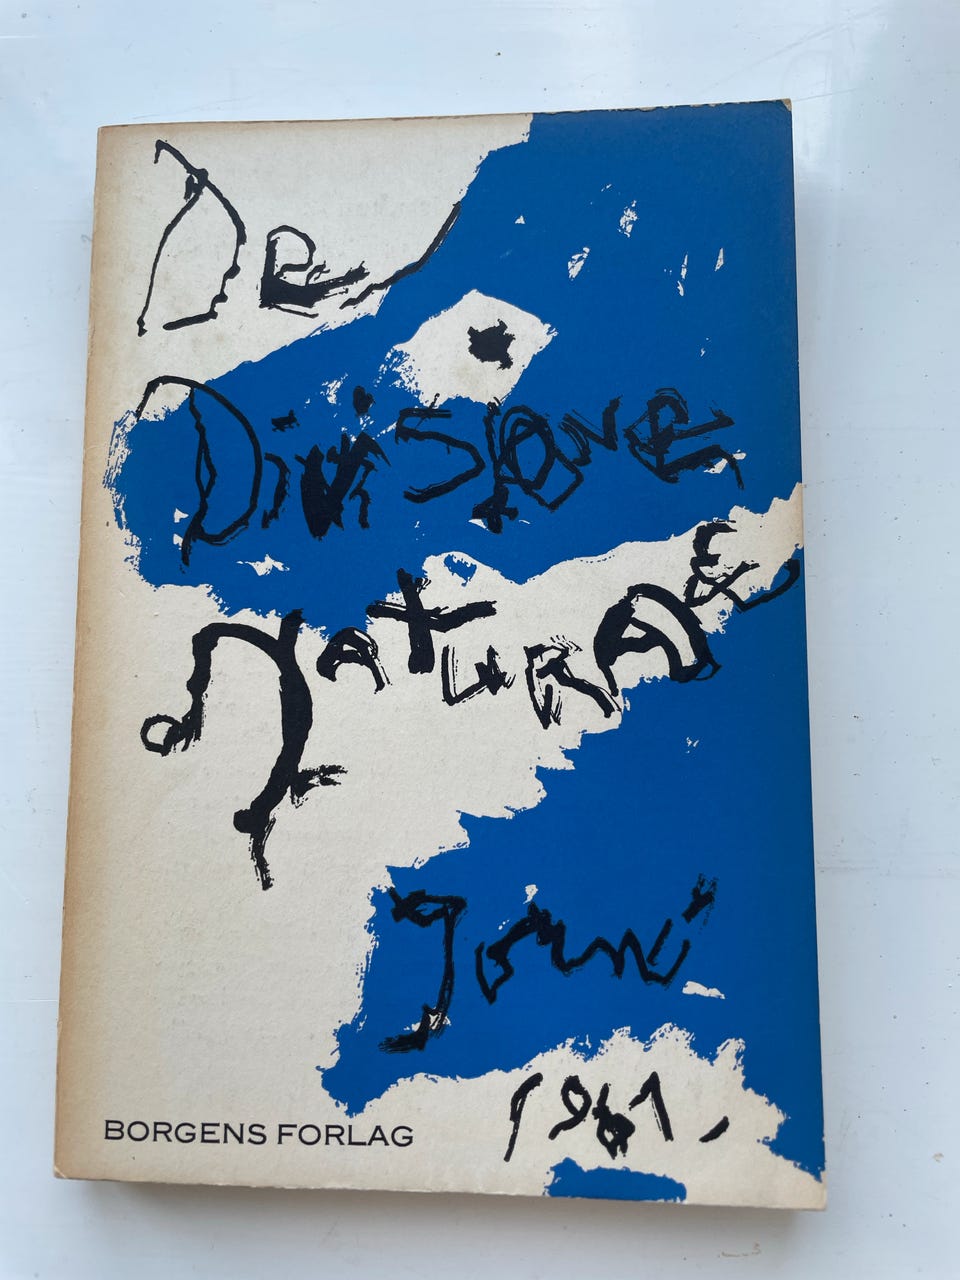 De
Divisione
Naturae
Jorn
1961.
BORGENS FORLAG